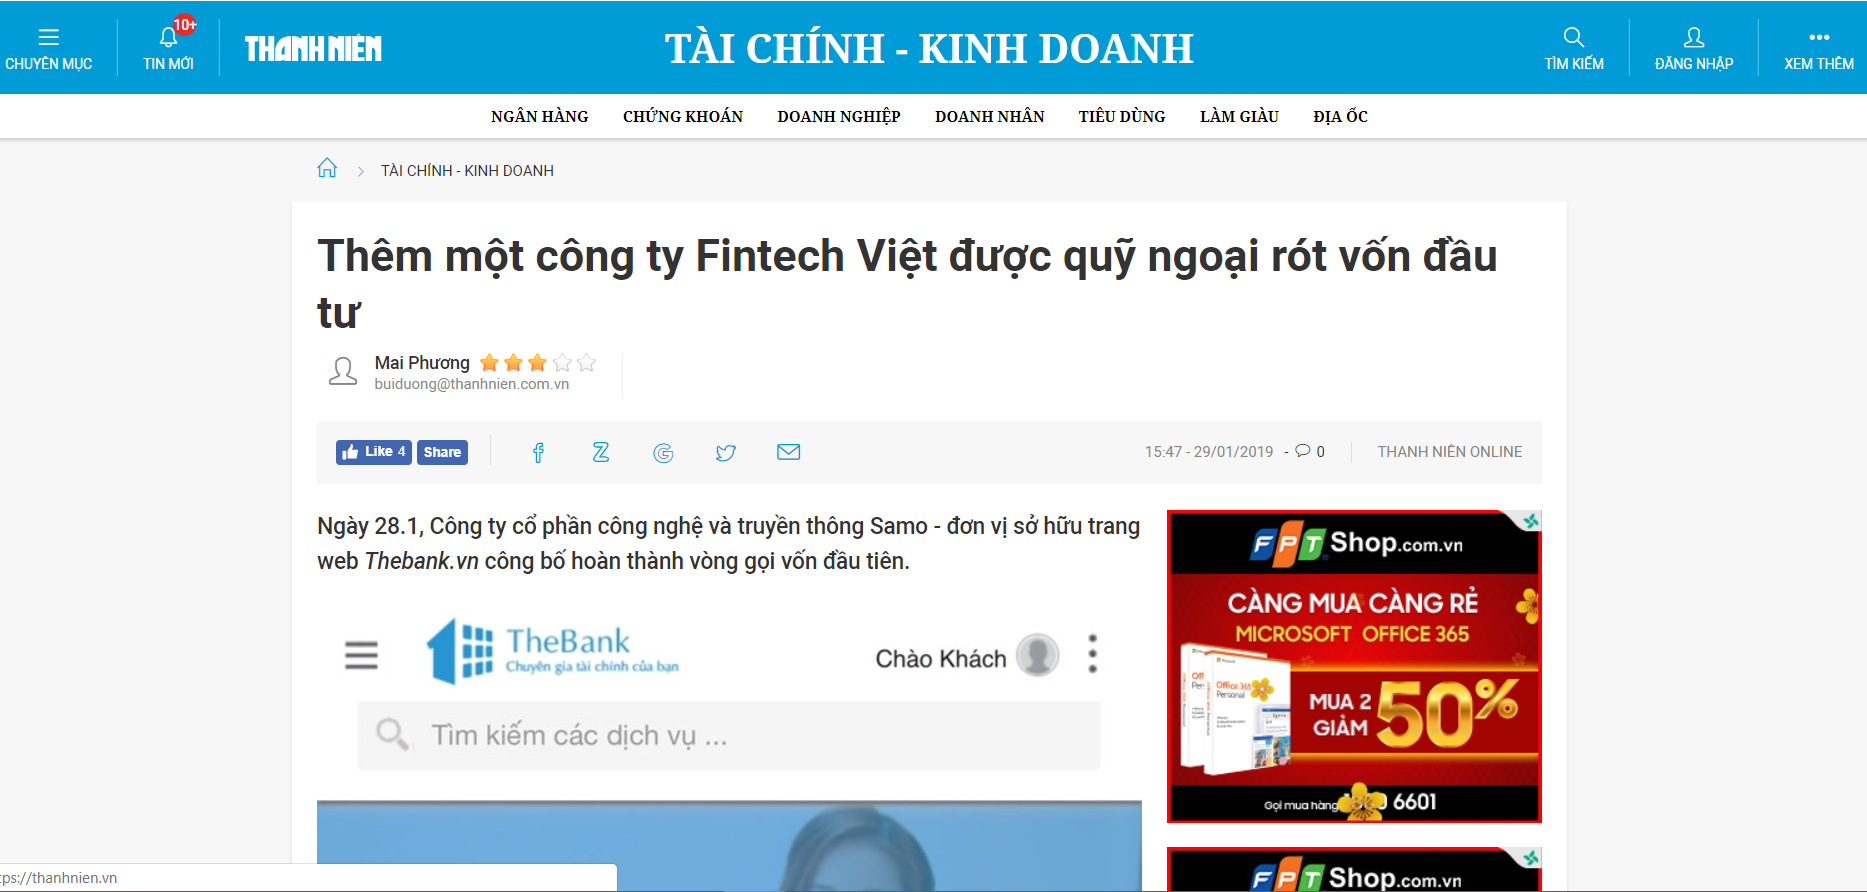 CHUYÊN MỤC
10+
TIN MỚI
THANH NIÊN
TÀI CHÍNH - KINH DOANH
TÌM KIẾM
ĐĂNG NHẬP
XEM THÊM
NGÂN HÀNG CHỨNG KHOÁN DOANH NGHIỆP DOANH NHÂN TIÊU DÙNG LÀM GIÀU ĐỊA ỐC
TÀI CHÍNH - KINH DOANH
Thêm một công ty Fintech Việt được quỹ ngoại rót vốn đầu
tư
Mai Phương
buiduong@thanhnien.com.vn
Like 4 Share
15:47 - 29/01/2019 - 0 THANH NIÊN ONLINE
Ngày 28.1, Công ty cổ phần công nghệ và truyền thông Samo - đơn vị sở hữu trang
web Thebank.vn công bố hoàn thành vòng gọi vốn đầu tiên.
TheBank
Chuyên gia tài chính của bạn
Chào Khách
Tìm kiếm các dịch vụ ...
FPT Shop.com.vn
CÀNG MUA CÀNG RẺ
MICROSOFT OFFICE 365
Office 365
Personal
MUA 2
GIẢM
50%
Gọi mua hàng 6601
FPT Shop.com.vn
tps://thanhnien.vn